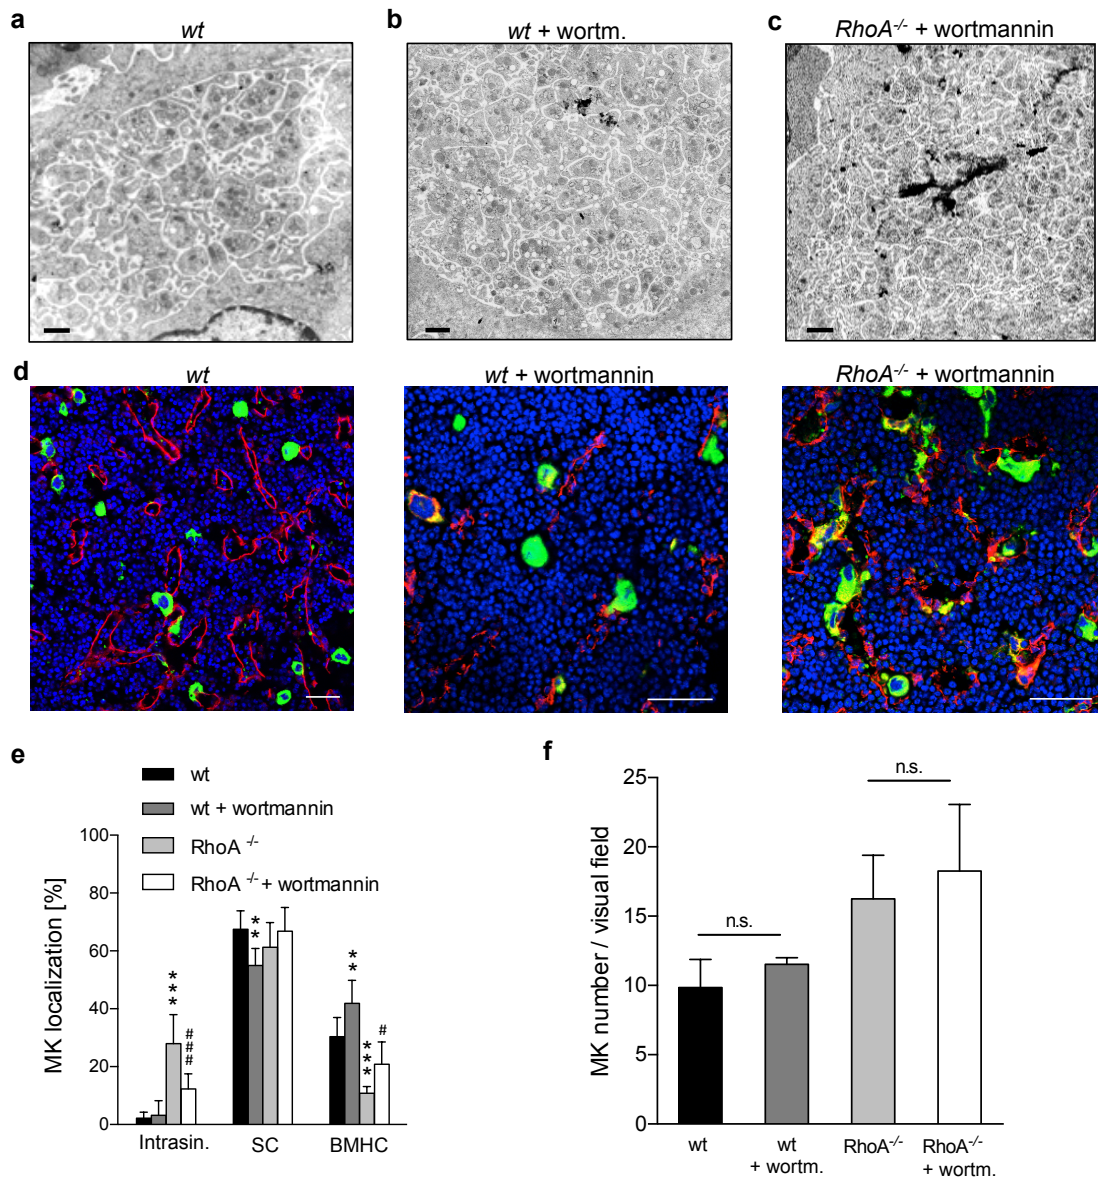 a
wt
b
wt + wortm.
c
RhoA-/- + wortmannin
d
wt
wt + wortmannin
RhoA-/- + wortmannin
e
wt
wt + wortmannin
RhoA -/-
RhoA -/- + wortmannin
MK localization [%]
100
80
60
40
20
0
***
###
**
**
***
#
Intrasin.
SC
BMHC
f
MK number / visual field
25
20
15
10
5
0
n.s.
n.s.
wt
wt
+ wortm.
RhoA-/-
RhoA-/-
+ wortm.